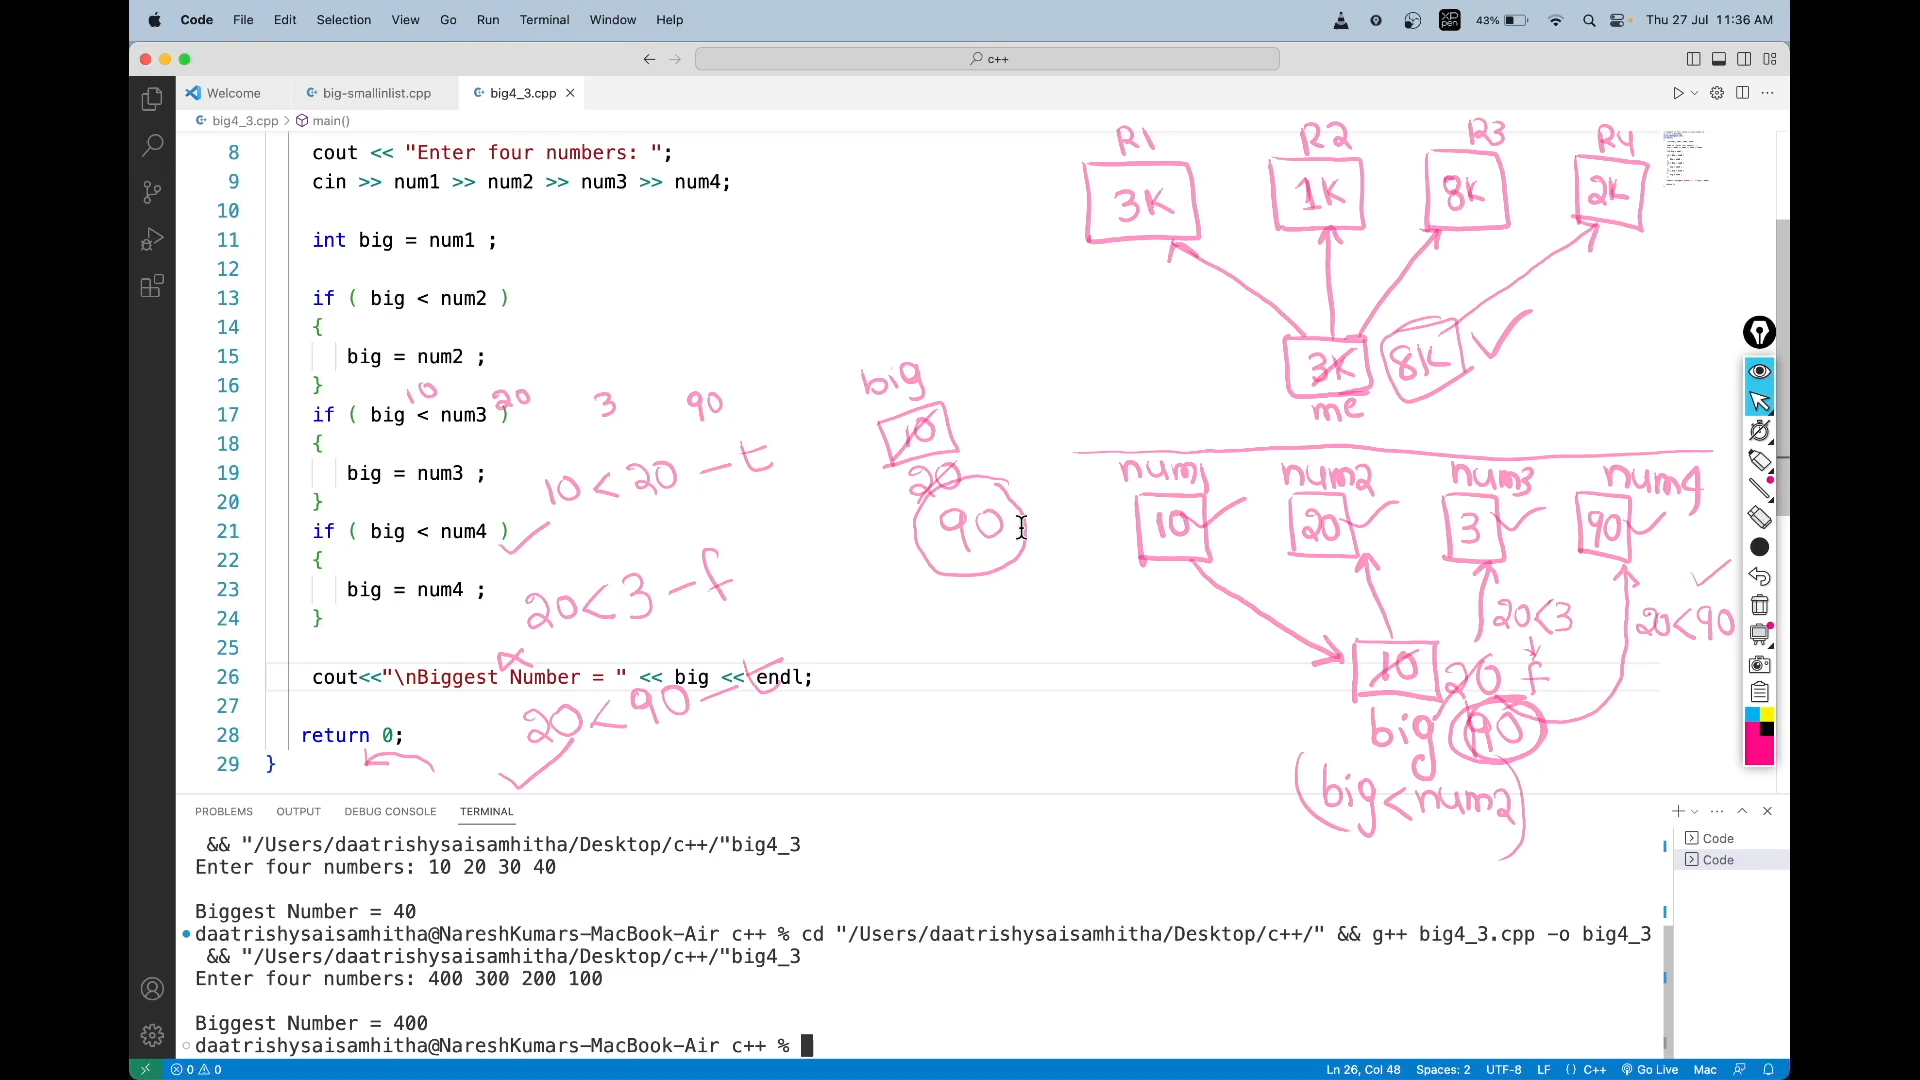 Code File Edit Selection View Go Run Terminal Window Help
XP pen 43% Thu 27 Jul 11:36 AM
c++
Welcome big-smallinlist.cpp big4_3.cpp
big4_3.cpp main()
8 cout << "Enter four numbers: ";
9 cin >> num1 >> num2 >> num3 >> num4;
10
11 int big = num1 ;
12
13 if ( big < num2 )
14 {
15 big = num2 ;
16 }
17 if ( big < num3 )
18 {
19 big = num3 ;
20 }
21 if ( big < num4 )
22 {
23 big = num4 ;
24 }
25
26 cout<<"\nBiggest Number = " << big << endl;
27
28 return 0;
29 }
10 20 3 90
10<20 - t
20<3 - f
20<90 - t
big
10
20
90
R1 R2 R3 R4
3K 1K 8K 2K
3K 8K
me
num1 num2 num3 num4
10 20 3 90
20<3 20<90
10 20 f
big 90
(big<num2)
PROBLEMS OUTPUT DEBUG CONSOLE TERMINAL
Code
Code
&& "/Users/daatrishysaisamhitha/Desktop/c++/"big4_3
Enter four numbers: 10 20 30 40
Biggest Number = 40
daatrishysaisamhitha@NareshKumars-MacBook-Air c++ % cd "/Users/daatrishysaisamhitha/Desktop/c++/" && g++ big4_3.cpp -o big4_3
&& "/Users/daatrishysaisamhitha/Desktop/c++/"big4_3
Enter four numbers: 400 300 200 100
Biggest Number = 400
daatrishysaisamhitha@NareshKumars-MacBook-Air c++ %
0 0 Ln 26, Col 48 Spaces: 2 UTF-8 LF {} C++ Go Live Mac